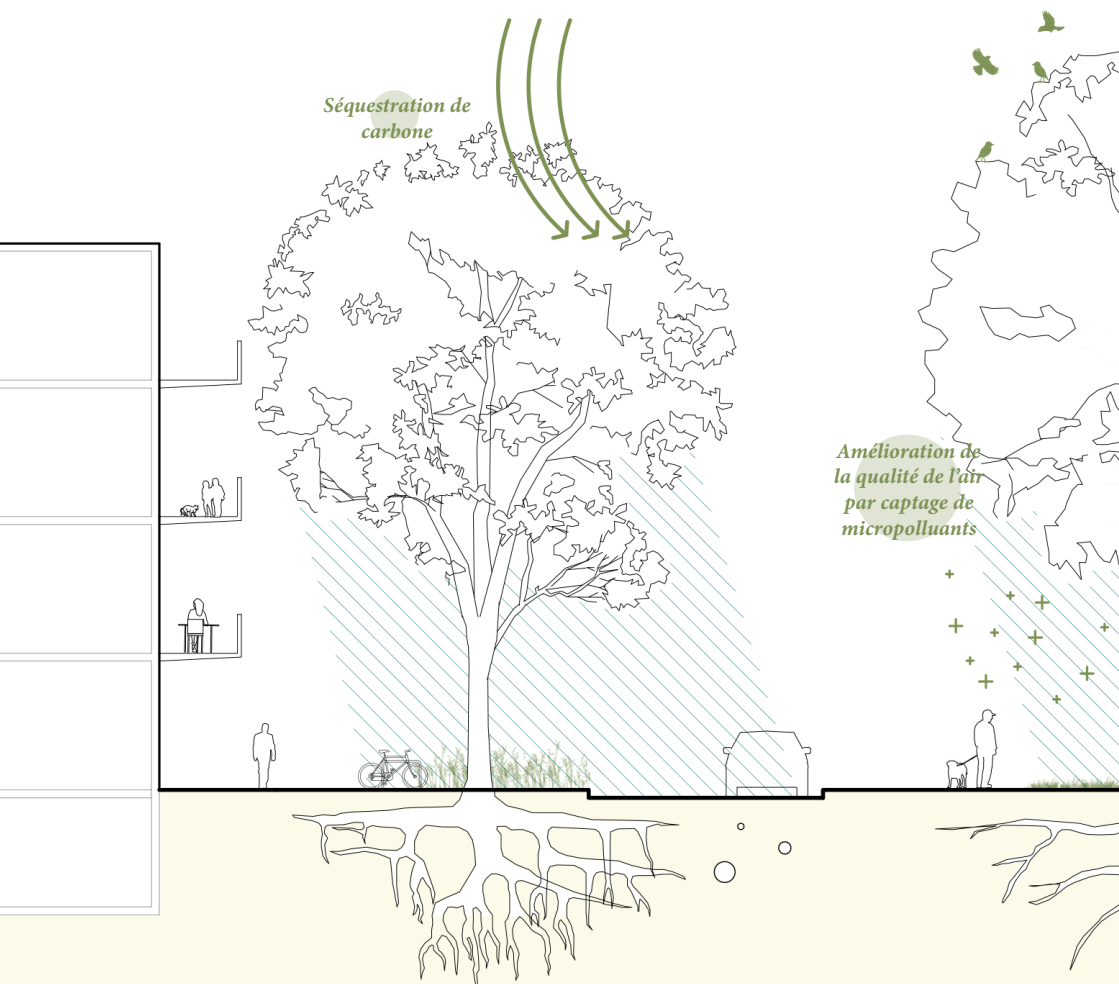 Séquestration de
carbone
Amélioration de
la qualité de l'air
par captage de
micropolluants